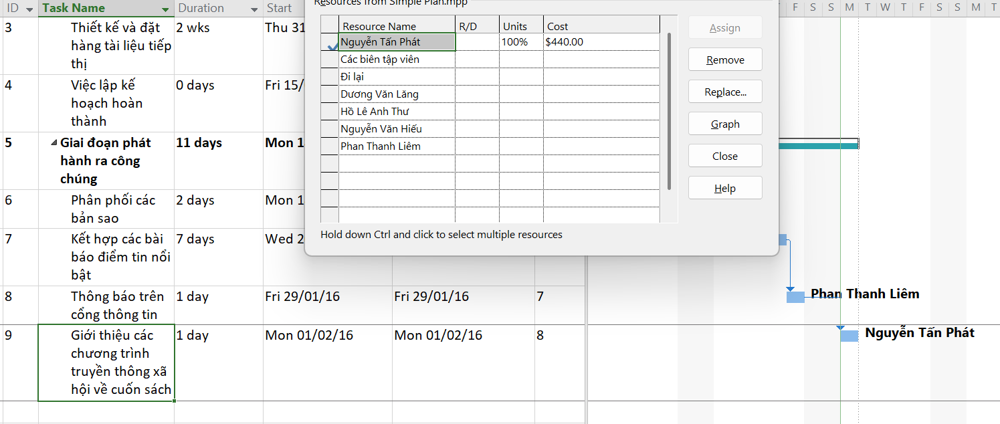 ID Task Name Duration Start
3 Thiết kế và đặt hàng tài liệu tiếp thị 2 wks Thu 31
4 Việc lập kế hoạch hoàn thành 0 days Fri 15/
5 Giai đoạn phát hành ra công chúng 11 days Mon 1
6 Phân phối các bản sao 2 days Mon 1
7 Kết hợp các bài báo điểm tin nổi bật 7 days Wed 2
8 Thông báo trên cổng thông tin 1 day Fri 29/01/16 Fri 29/01/16 7
9 Giới thiệu các chương trình truyền thông xã hội về cuốn sách 1 day Mon 01/02/16 Mon 01/02/16 8
Resources from Simple Plan.mpp
Resource Name R/D Units Cost
Nguyễn Tấn Phát 100% $440.00
Các biên tập viên
Đi lại
Dương Văn Lăng
Hồ Lê Anh Thư
Nguyễn Văn Hiếu
Phan Thanh Liêm
Hold down Ctrl and click to select multiple resources
Assign
Remove
Replace...
Graph
Close
Help
F S S M T W T F S S M T
Phan Thanh Liêm
Nguyễn Tấn Phát